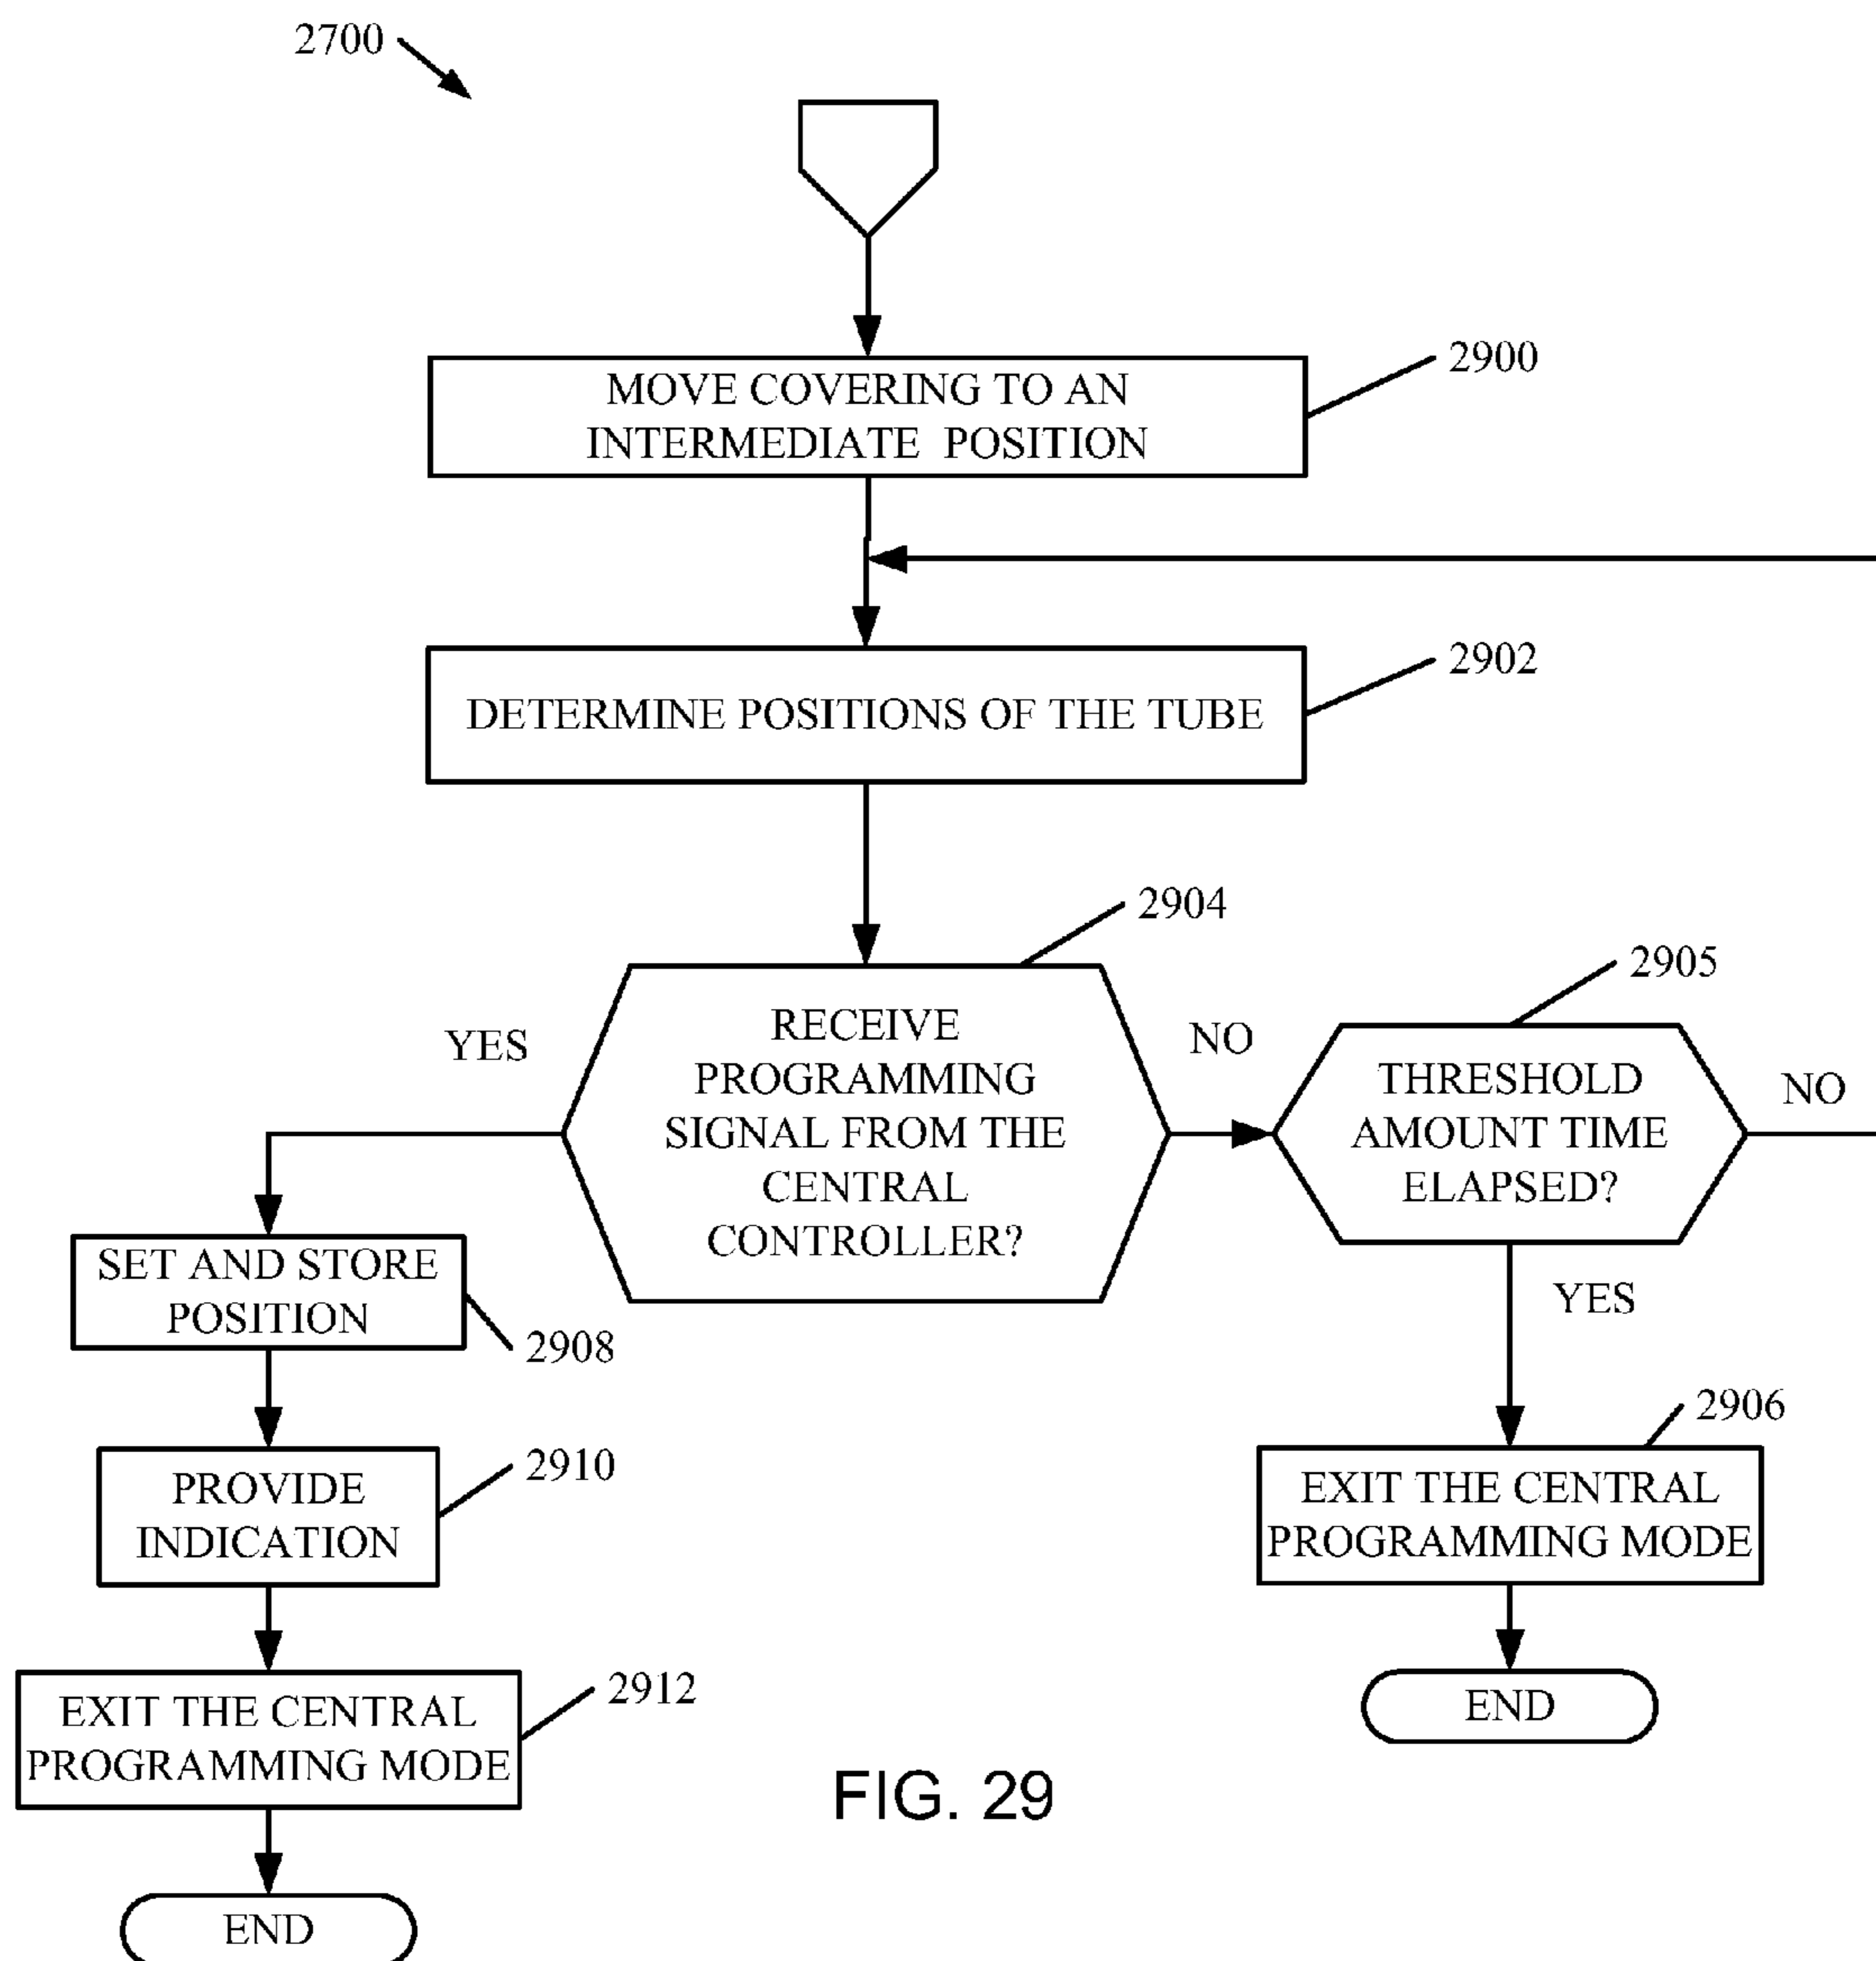 2700
MOVE COVERING TO AN
INTERMEDIATE POSITION
2900
DETERMINE POSITIONS OF THE TUBE
2902
RECEIVE
PROGRAMMING
SIGNAL FROM THE
CENTRAL
CONTROLLER?
2904
YES
NO
THRESHOLD
AMOUNT TIME
ELAPSED?
2905
NO
YES
SET AND STORE
POSITION
2908
PROVIDE
INDICATION
2910
EXIT THE CENTRAL
PROGRAMMING MODE
2906
END
EXIT THE CENTRAL
PROGRAMMING MODE
2912
END
FIG. 29